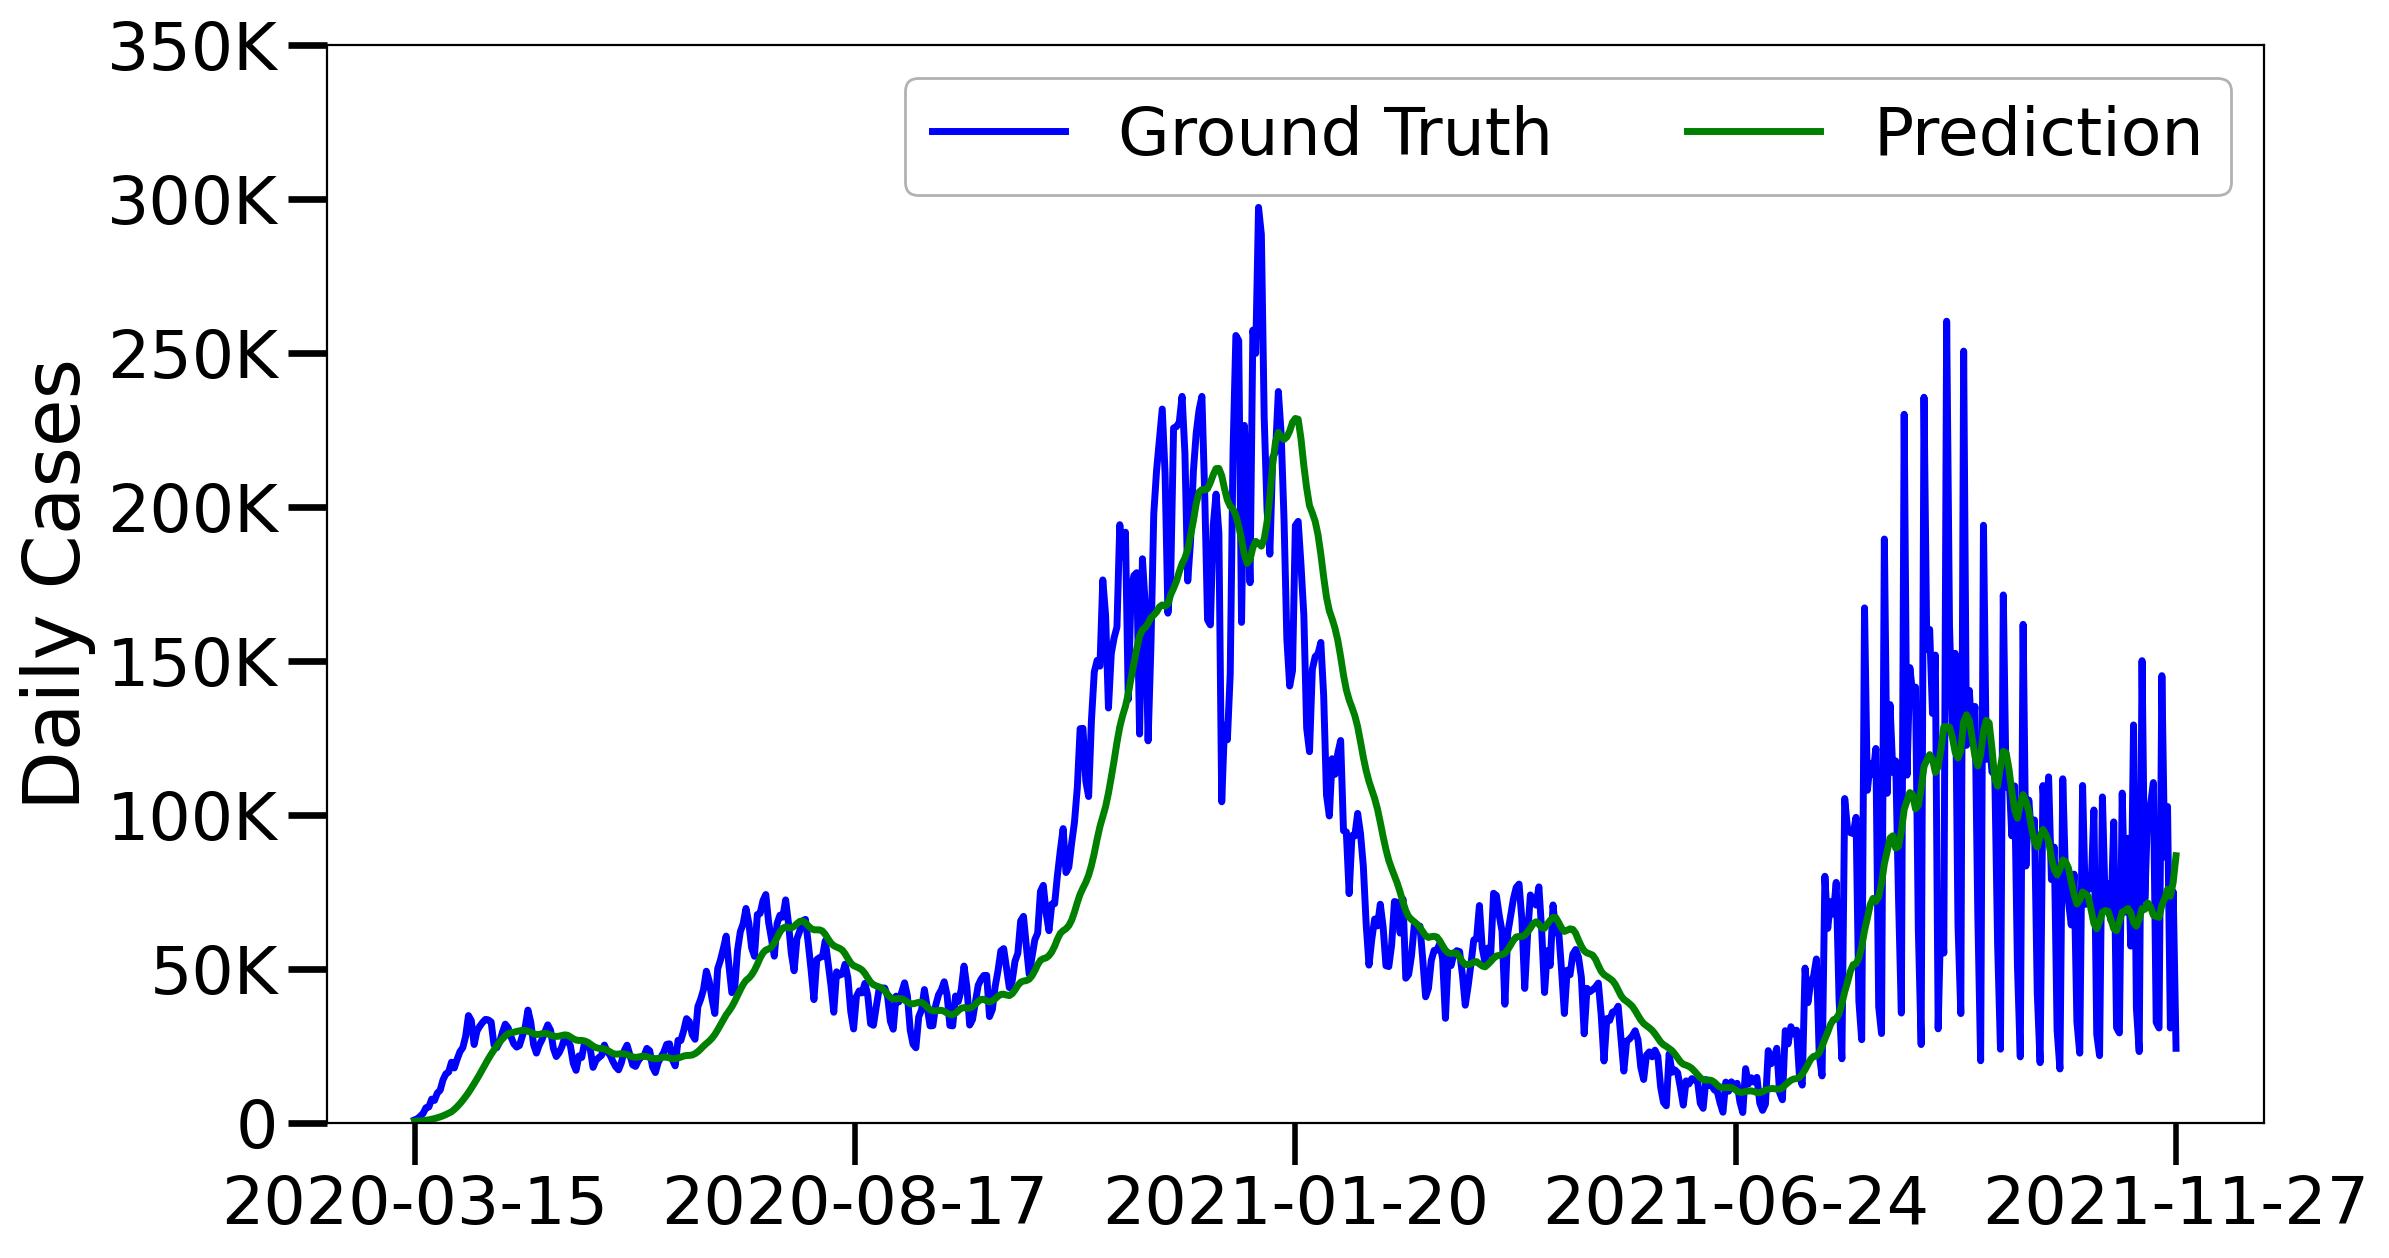 350K
300K
250K
200K
150K
100K
50K
0
Daily Cases
Ground Truth
Prediction
2020-03-15
2020-08-17
2021-01-20
2021-06-24
2021-11-27